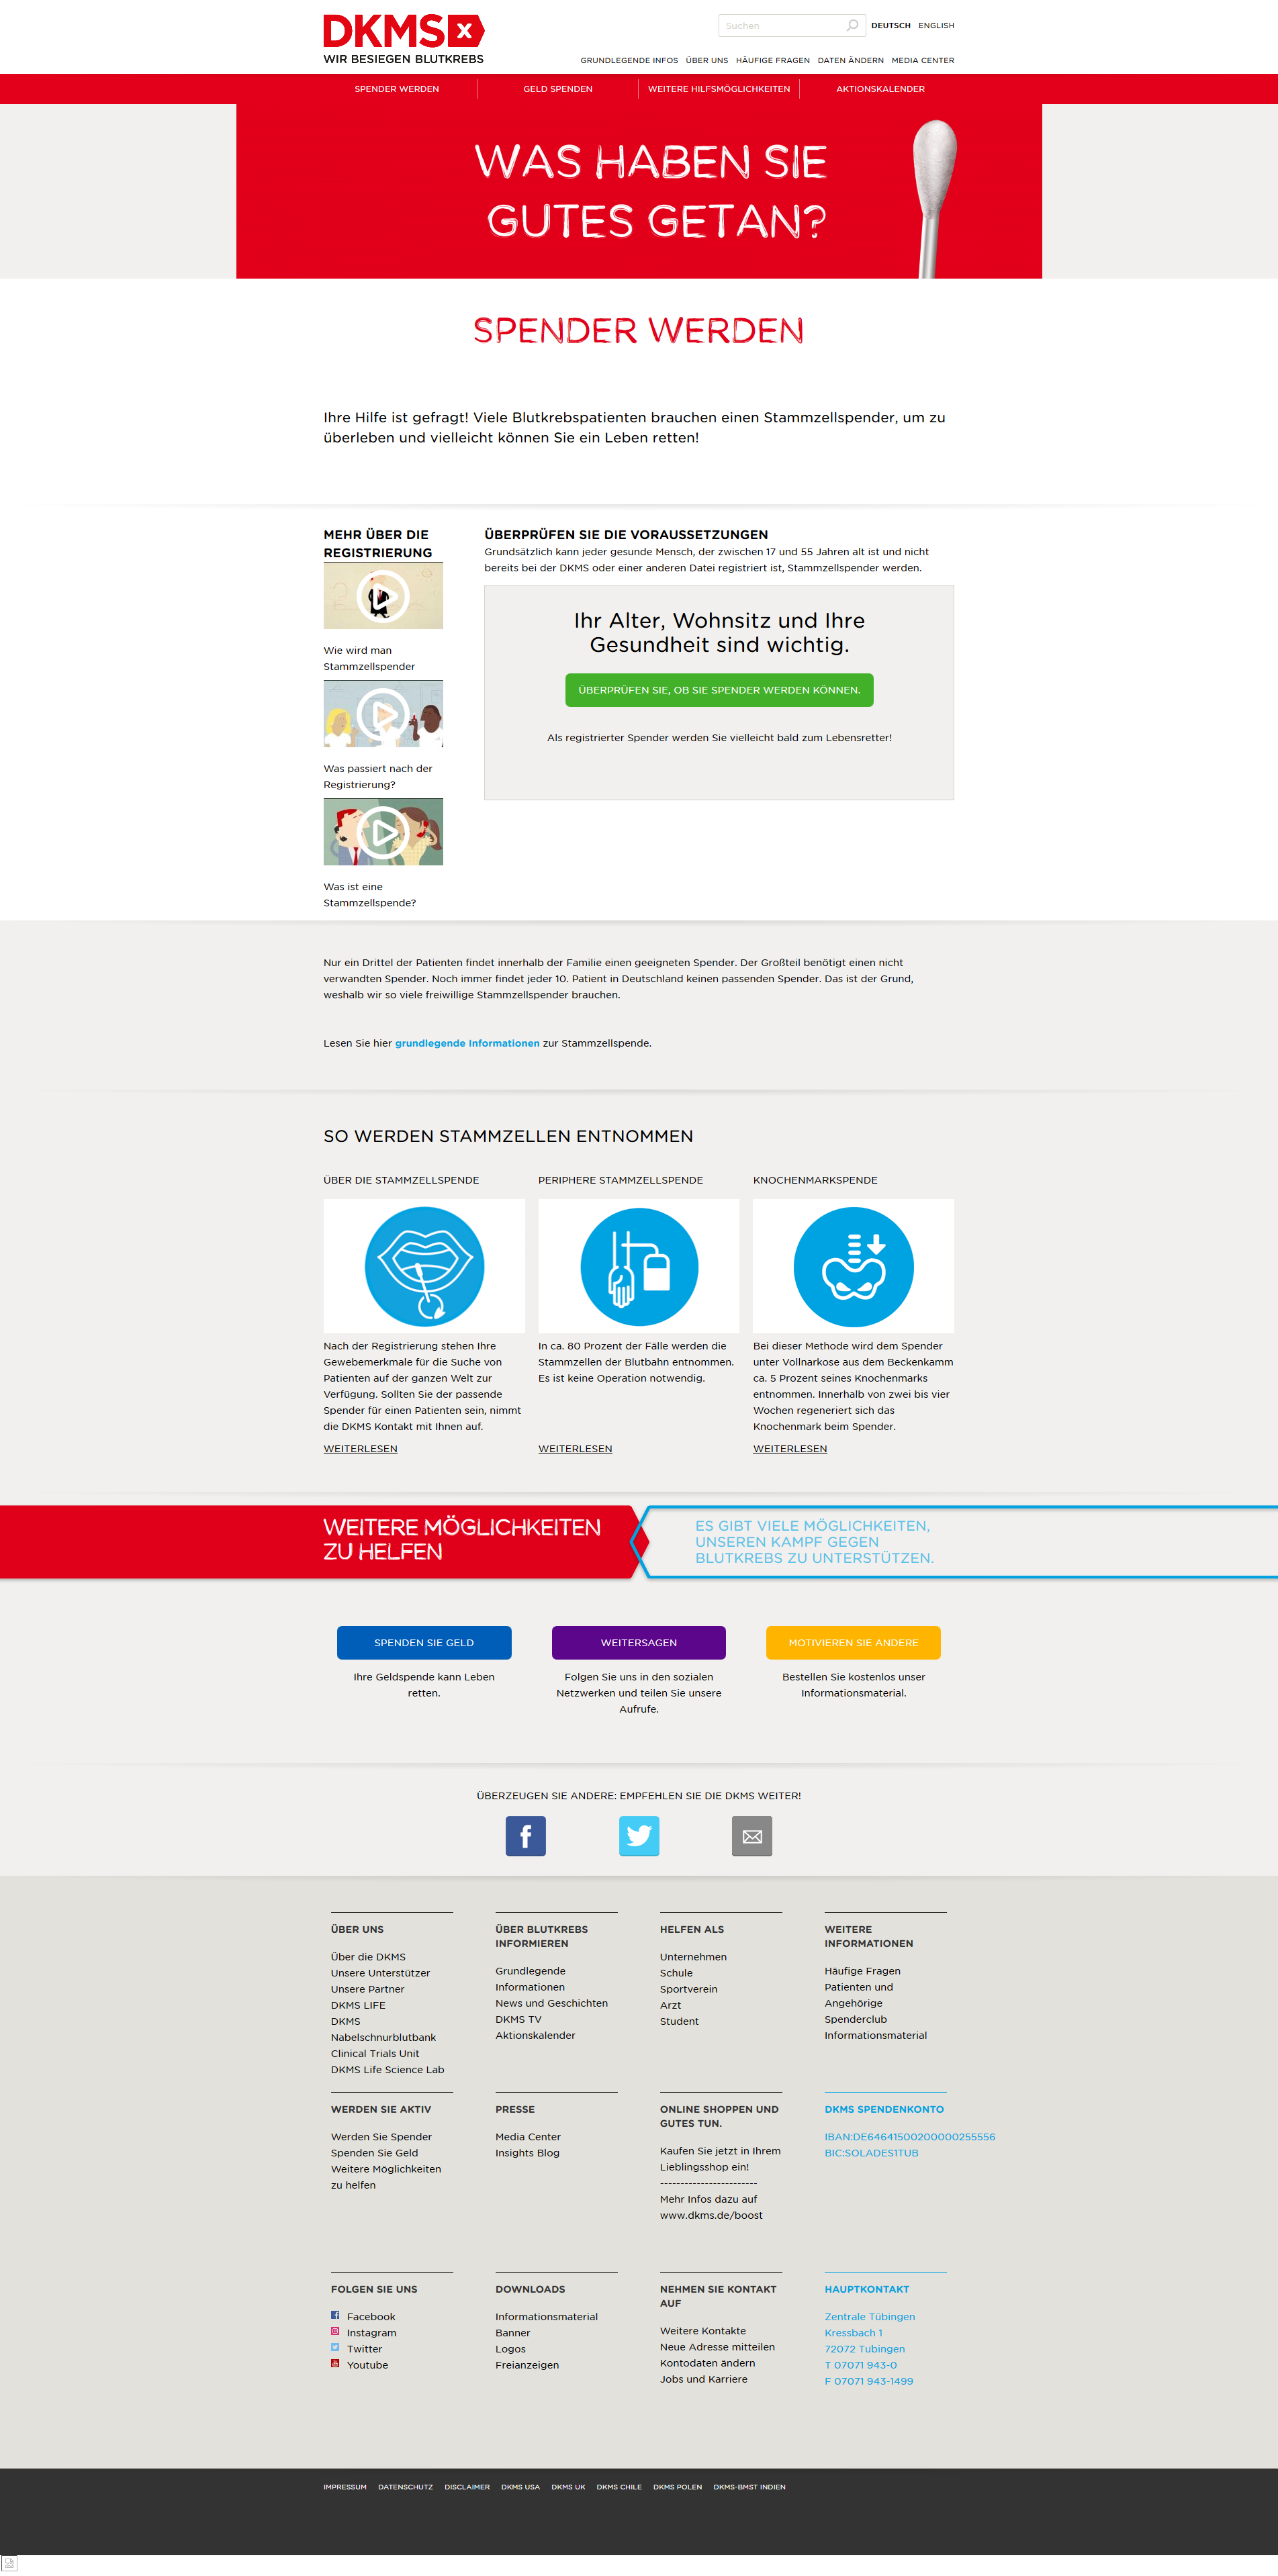 DKMS
WIR BESIEGEN BLUTKREBS
Suchen
DEUTSCH ENGLISH
GRUNDLEGENDE INFOS ÜBER UNS HÄUFIGE FRAGEN DATEN ÄNDERN MEDIA CENTER
SPENDER WERDEN GELD SPENDEN WEITERE HILFSMÖGLICHKEITEN AKTIONSKALENDER
WAS HABEN SIE
GUTES GETAN?
SPENDER WERDEN
Ihre Hilfe ist gefragt! Viele Blutkrebspatienten brauchen einen Stammzellspender, um zu
überleben und vielleicht können Sie ein Leben retten!
MEHR ÜBER DIE
REGISTRIERUNG
Wie wird man
Stammzellspender
Was passiert nach der
Registrierung?
Was ist eine
Stammzellspende?
ÜBERPRÜFEN SIE DIE VORAUSSETZUNGEN
Grundsätzlich kann jeder gesunde Mensch, der zwischen 17 und 55 Jahren alt ist und nicht
bereits bei der DKMS oder einer anderen Datei registriert ist, Stammzellspender werden.
Ihr Alter, Wohnsitz und Ihre
Gesundheit sind wichtig.
ÜBERPRÜFEN SIE, OB SIE SPENDER WERDEN KÖNNEN.
Als registrierter Spender werden Sie vielleicht bald zum Lebensretter!
Nur ein Drittel der Patienten findet innerhalb der Familie einen geeigneten Spender. Der Großteil benötigt einen nicht
verwandten Spender. Noch immer findet jeder 10. Patient in Deutschland keinen passenden Spender. Das ist der Grund,
weshalb wir so viele freiwillige Stammzellspender brauchen.
Lesen Sie hier grundlegende Informationen zur Stammzellspende.
SO WERDEN STAMMZELLEN ENTNOMMEN
ÜBER DIE STAMMZELLSPENDE
Nach der Registrierung stehen Ihre
Gewebemerkmale für die Suche von
Patienten auf der ganzen Welt zur
Verfügung. Sollten Sie der passende
Spender für einen Patienten sein, nimmt
die DKMS Kontakt mit Ihnen auf.
WEITERLESEN
PERIPHERE STAMMZELLSPENDE
In ca. 80 Prozent der Fälle werden die
Stammzellen der Blutbahn entnommen.
Es ist keine Operation notwendig.
WEITERLESEN
KNOCHENMARKSPENDE
Bei dieser Methode wird dem Spender
unter Vollnarkose aus dem Beckenkamm
ca. 5 Prozent seines Knochenmarks
entnommen. Innerhalb von zwei bis vier
Wochen regeneriert sich das
Knochenmark beim Spender.
WEITERLESEN
WEITERE MÖGLICHKEITEN
ZU HELFEN
ES GIBT VIELE MÖGLICHKEITEN,
UNSEREN KAMPF GEGEN
BLUTKREBS ZU UNTERSTÜTZEN.
SPENDEN SIE GELD
Ihre Geldspende kann Leben
retten.
WEITERSAGEN
Folgen Sie uns in den sozialen
Netzwerken und teilen Sie unsere
Aufrufe.
MOTIVIEREN SIE ANDERE
Bestellen Sie kostenlos unser
Informationsmaterial.
ÜBERZEUGEN SIE ANDERE: EMPFEHLEN SIE DIE DKMS WEITER!
ÜBER UNS
Über die DKMS
Unsere Unterstützer
Unsere Partner
DKMS LIFE
DKMS
Nabelschnurblutbank
Clinical Trials Unit
DKMS Life Science Lab
ÜBER BLUTKREBS
INFORMIEREN
Grundlegende
Informationen
News und Geschichten
DKMS TV
Aktionskalender
HELFEN ALS
Unternehmen
Schule
Sportverein
Arzt
Student
WEITERE
INFORMATIONEN
Häufige Fragen
Patienten und
Angehörige
Spenderclub
Informationsmaterial
WERDEN SIE AKTIV
Werden Sie Spender
Spenden Sie Geld
Weitere Möglichkeiten
zu helfen
PRESSE
Media Center
Insights Blog
ONLINE SHOPPEN UND
GUTES TUN.
Kaufen Sie jetzt in Ihrem
Lieblingsshop ein!
------------------------
Mehr Infos dazu auf
www.dkms.de/boost
DKMS SPENDENKONTO
IBAN:DE64641500200000255556
BIC:SOLADES1TUB
FOLGEN SIE UNS
Facebook
Instagram
Twitter
Youtube
DOWNLOADS
Informationsmaterial
Banner
Logos
Freianzeigen
NEHMEN SIE KONTAKT
AUF
Weitere Kontakte
Neue Adresse mitteilen
Kontodaten ändern
Jobs und Karriere
HAUPTKONTAKT
Zentrale Tübingen
Kressbach 1
72072 Tübingen
T 07071 943-0
F 07071 943-1499
IMPRESSUM DATENSCHUTZ DISCLAIMER DKMS USA DKMS UK DKMS CHILE DKMS POLEN DKMS-BMST INDIEN